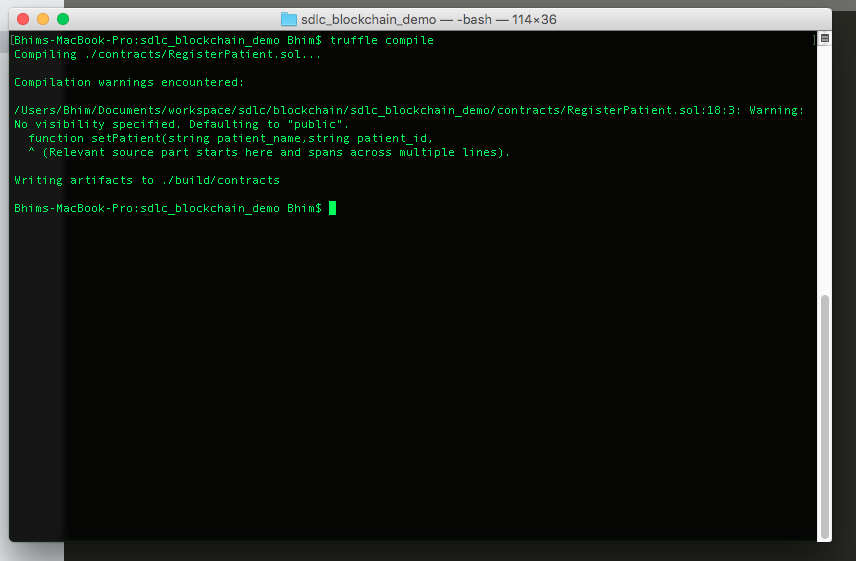 sdlc_blockchain_demo — -bash — 114×36
[Bhims-MacBook-Pro:sdlc_blockchain_demo Bhim$ truffle compile ]
Compiling ./contracts/RegisterPatient.sol...
Compilation warnings encountered:
/Users/Bhim/Documents/workspace/sdlc/blockchain/sdlc_blockchain_demo/contracts/RegisterPatient.sol:18:3: Warning:
No visibility specified. Defaulting to "public".
function setPatient(string patient_name,string patient_id,
^ (Relevant source part starts here and spans across multiple lines).
Writing artifacts to ./build/contracts
Bhims-MacBook-Pro:sdlc_blockchain_demo Bhim$